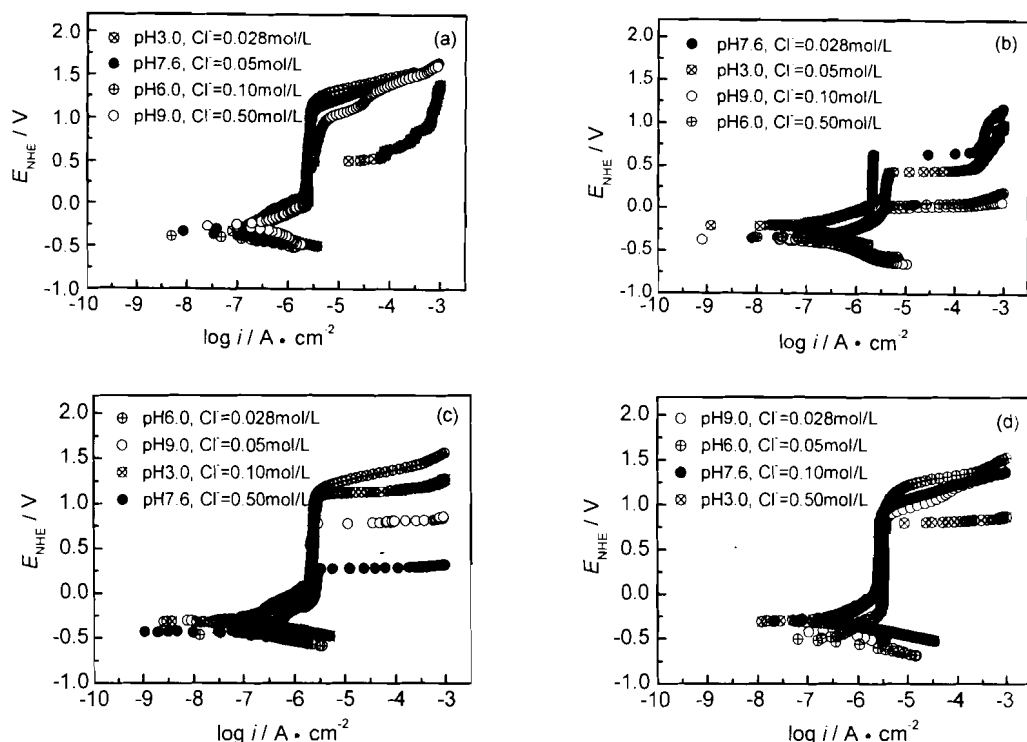 (a)
pH3.0, Cl⁻=0.028mol/L
pH7.6, Cl⁻=0.05mol/L
pH6.0, Cl⁻=0.10mol/L
pH9.0, Cl⁻=0.50mol/L
2.0
1.5
1.0
0.5
0.0
-0.5
-1.0
E_NHE / V
-10 -9 -8 -7 -6 -5 -4 -3
log i / A • cm⁻²
(b)
pH7.6, Cl⁻=0.028mol/L
pH3.0, Cl⁻=0.05mol/L
pH9.0, Cl⁻=0.10mol/L
pH6.0, Cl⁻=0.50mol/L
2.0
1.5
1.0
0.5
0.0
-0.5
-1.0
E_NHE / V
-10 -9 -8 -7 -6 -5 -4 -3
log i / A • cm⁻²
(c)
pH6.0, Cl⁻=0.028mol/L
pH9.0, Cl⁻=0.05mol/L
pH3.0, Cl⁻=0.10mol/L
pH7.6, Cl⁻=0.50mol/L
2.0
1.5
1.0
0.5
0.0
-0.5
-1.0
E_NHE / V
-10 -9 -8 -7 -6 -5 -4 -3
log i / A • cm⁻²
(d)
pH9.0, Cl⁻=0.028mol/L
pH6.0, Cl⁻=0.05mol/L
pH7.6, Cl⁻=0.10mol/L
pH3.0, Cl⁻=0.50mol/L
2.0
1.5
1.0
0.5
0.0
-0.5
-1.0
E_NHE / V
-10 -9 -8 -7 -6 -5 -4 -3
log i / A • cm⁻²